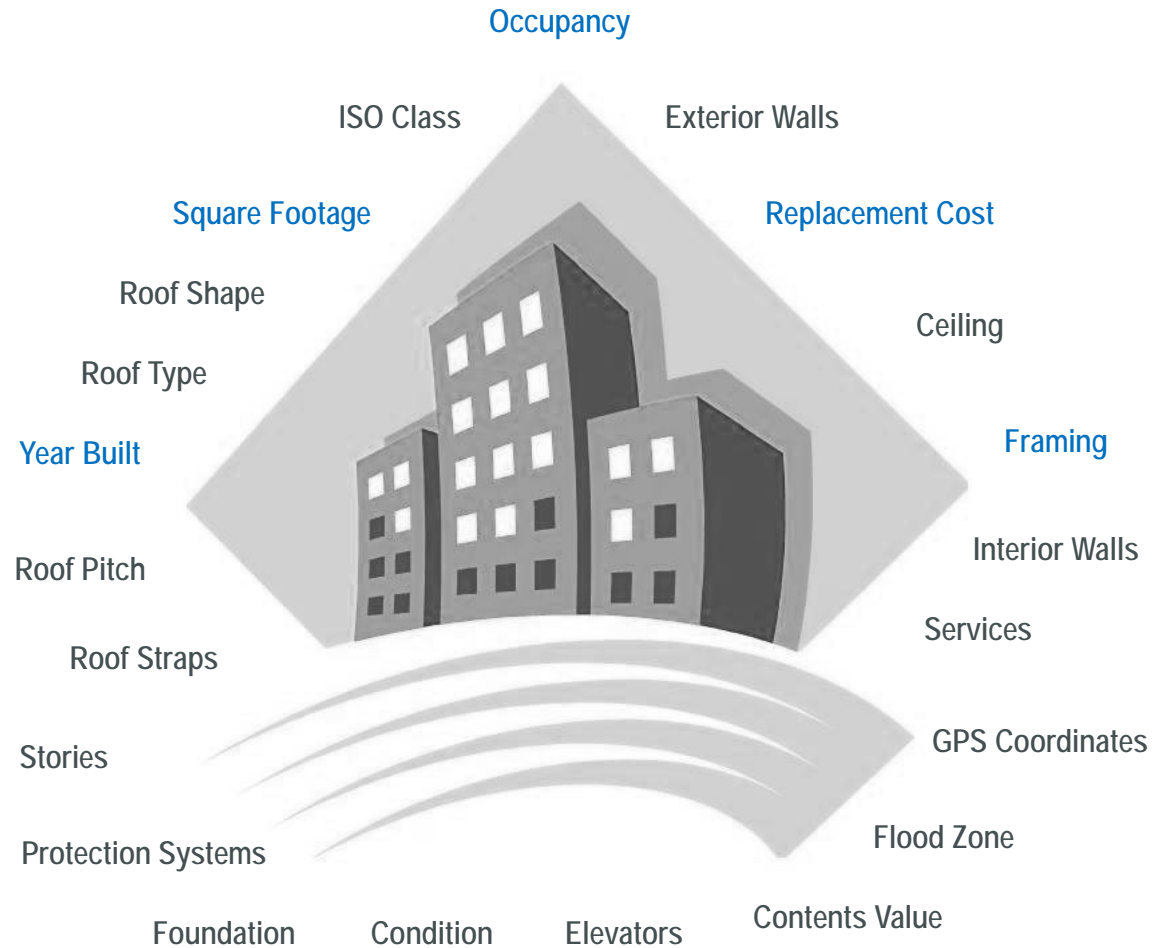 Occupancy
ISO Class
Exterior Walls
Square Footage
Replacement Cost
Roof Shape
Ceiling
Roof Type
Year Built
Framing
Roof Pitch
Interior Walls
Services
Roof Straps
GPS Coordinates
Stories
Flood Zone
Protection Systems
Contents Value
Foundation
Condition
Elevators